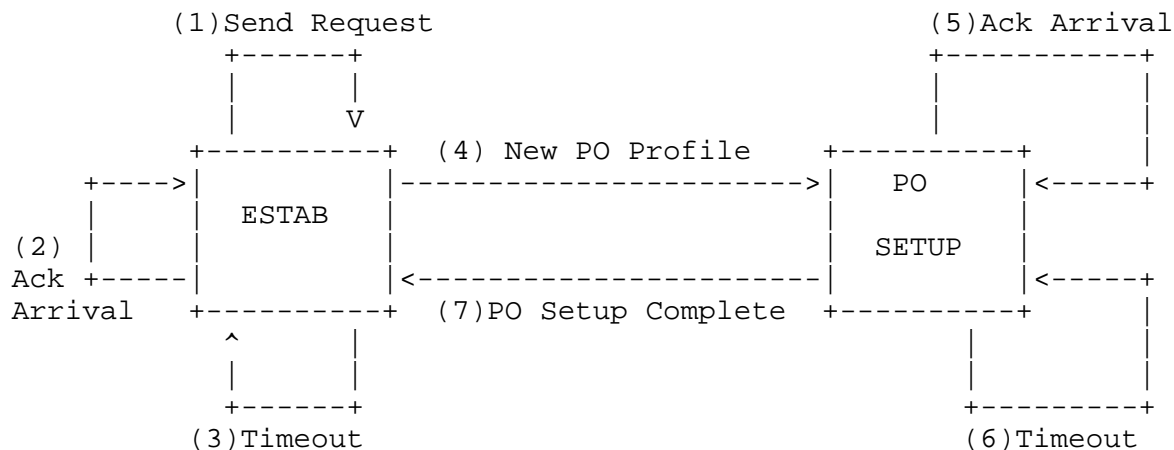 (1)Send Request (5)Ack Arrival
(4) New PO Profile
PO
ESTAB
(2) SETUP
Ack
Arrival (7)PO Setup Complete
(3)Timeout (6)Timeout